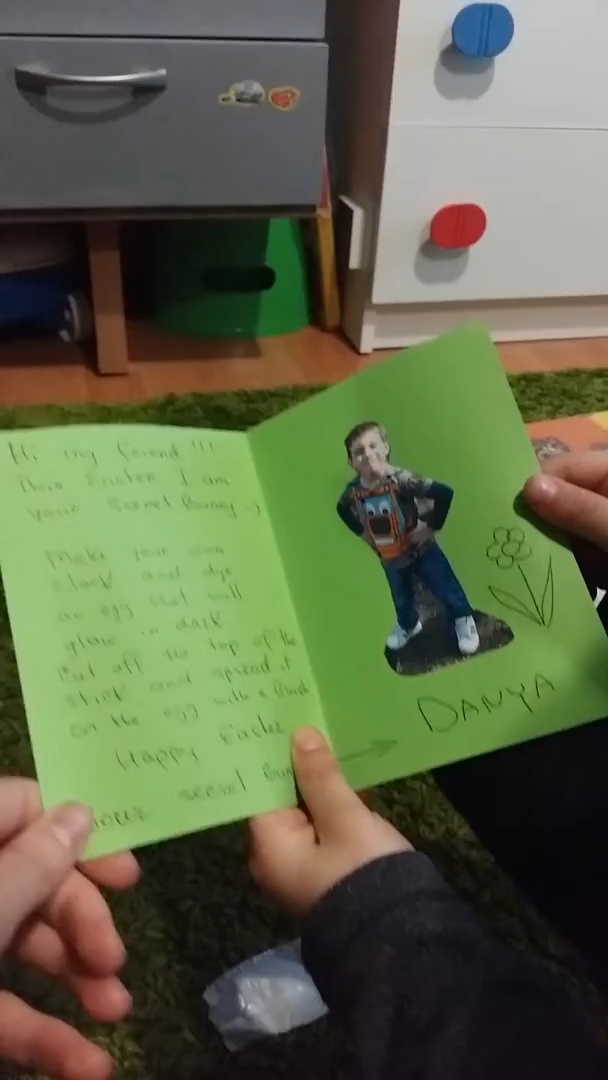 Hi my friend!!!
This Easter I am
your Secret Bunny :)
Make your own
and dye
an egg that will
glow in dark
Cut off the top of the
stick and spread it
on the egg with a brush
Happy Easter
Your secret
DANYA